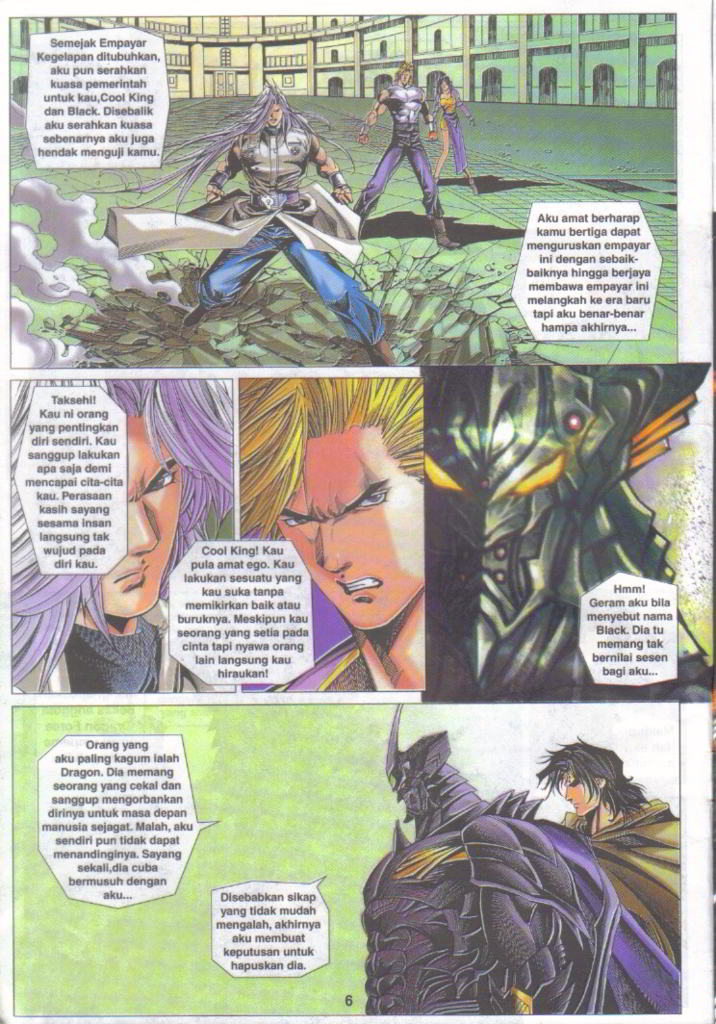 Semejak Empayar
Kegelapan ditubuhkan,
aku pun serahkan
kuasa pemerintah
untuk kau,Cool King
dan Black. Disebalik
aku serahkan kuasa
sebenarnya aku juga
hendak menguji kamu.
Aku amat berharap
kamu bertiga dapat
menguruskan empayar
ini dengan sebaik-
baiknya hingga berjaya
membawa empayar ini
melangkah ke era baru
tapi aku benar-benar
hampa akhirnya...
Taksehi!
Kau ni orang
yang pentingkan
diri sendiri. Kau
sanggup lakukan
apa saja demi
mencapai cita-cita
kau. Perasaan
kasih sayang
sesama insan
langsung tak
wujud pada
diri kau.
Cool King! Kau
pula amat ego. Kau
lakukan sesuatu yang
kau suka tanpa
memikirkan baik atau
buruknya. Meskipun kau
seorang yang setia pada
cinta tapi nyawa orang
lain langsung kau
hiraukan!
Hmm!
Geram aku bila
menyebut nama
Black. Dia tu
memang tak
bernilai sesen
bagi aku...
Orang yang
aku paling kagum ialah
Dragon. Dia memang
seorang yang cekal dan
sanggup mengorbankan
dirinya untuk masa depan
manusia sejagat. Malah, aku
sendiri pun tidak dapat
menandinginya. Sayang
sekali,dia cuba
bermusuh dengan
aku...
Disebabkan sikap
yang tidak mudah
mengalah, akhirnya
aku membuat
keputusan untuk
hapuskan dia.
6